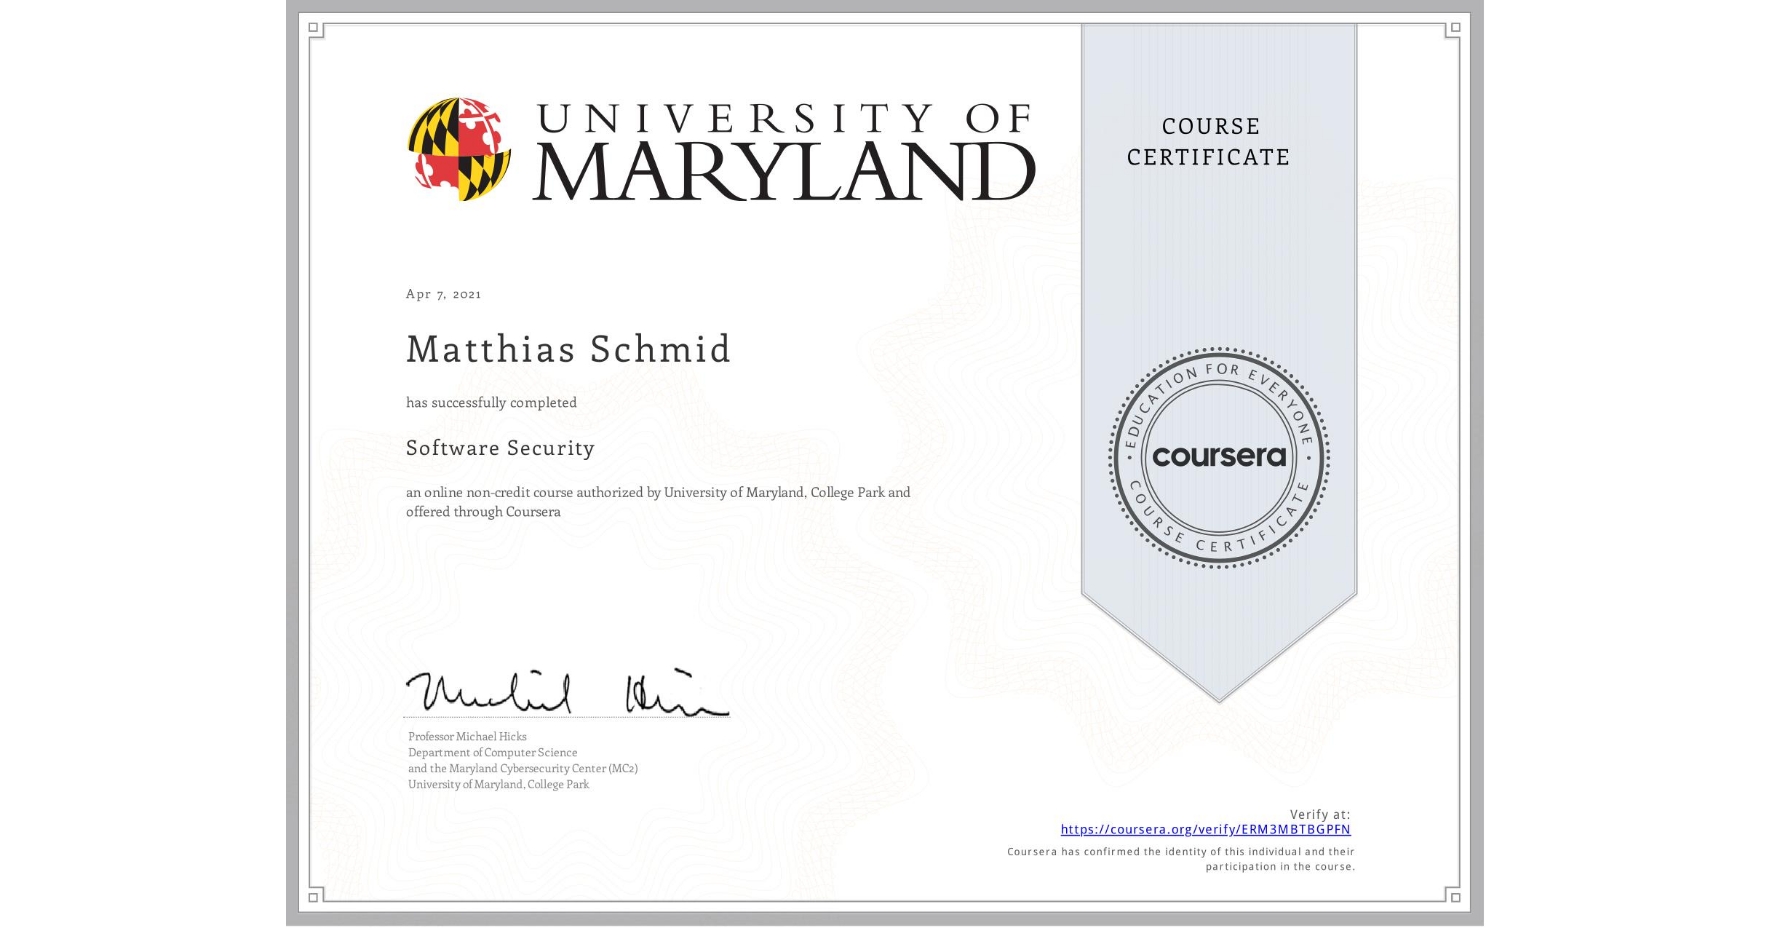 UNIVERSITY OF
MARYLAND
COURSE
CERTIFICATE
Apr 7, 2021
Matthias Schmid
has successfully completed
Software Security
an online non-credit course authorized by University of Maryland, College Park and
offered through Coursera
EDUCATION FOR EVERYONE
coursera
COURSE CERTIFICATE
Professor Michael Hicks
Department of Computer Science
and the Maryland Cybersecurity Center (MC2)
University of Maryland, College Park
Verify at:
https://coursera.org/verify/ERM3MBTBGPFN
Coursera has confirmed the identity of this individual and their
participation in the course.